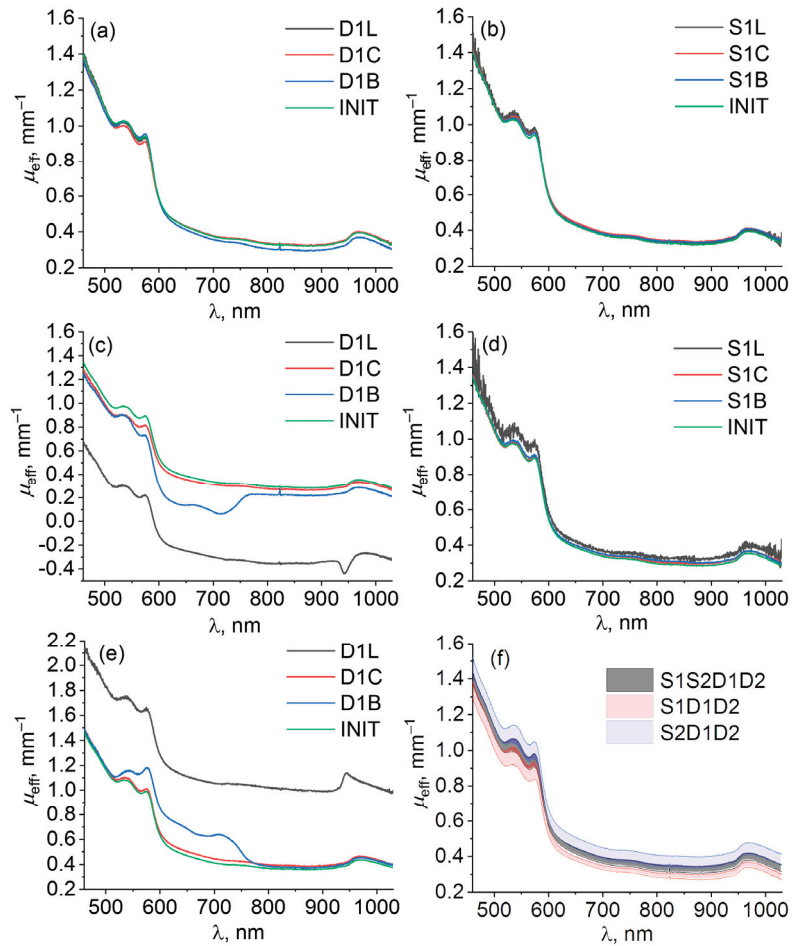 (a)
D1L
D1C
D1B
INIT
1.6
1.4
1.2
1.0
0.8
0.6
0.4
0.2
μeff, mm–1
500 600 700 800 900 1000
λ, nm
(b)
S1L
S1C
S1B
INIT
1.6
1.4
1.2
1.0
0.8
0.6
0.4
0.2
μeff, mm–1
500 600 700 800 900 1000
λ, nm
(c)
D1L
D1C
D1B
INIT
1.6
1.4
1.2
1.0
0.8
0.6
0.4
0.2
0.0
-0.4
μeff, mm–1
500 600 700 800 900 1000
λ, nm
(d)
S1L
S1C
S1B
INIT
1.6
1.4
1.2
1.0
0.8
0.6
0.4
0.2
μeff, mm–1
500 600 700 800 900 1000
λ, nm
(e)
D1L
D1C
D1B
INIT
2.2
2.0
1.8
1.6
1.4
1.2
1.0
0.8
0.6
0.4
0.2
μeff, mm–1
500 600 700 800 900 1000
λ, nm
(f)
S1S2D1D2
S1D1D2
S2D1D2
1.6
1.4
1.2
1.0
0.8
0.6
0.4
0.2
μeff, mm–1
500 600 700 800 900 1000
λ, nm